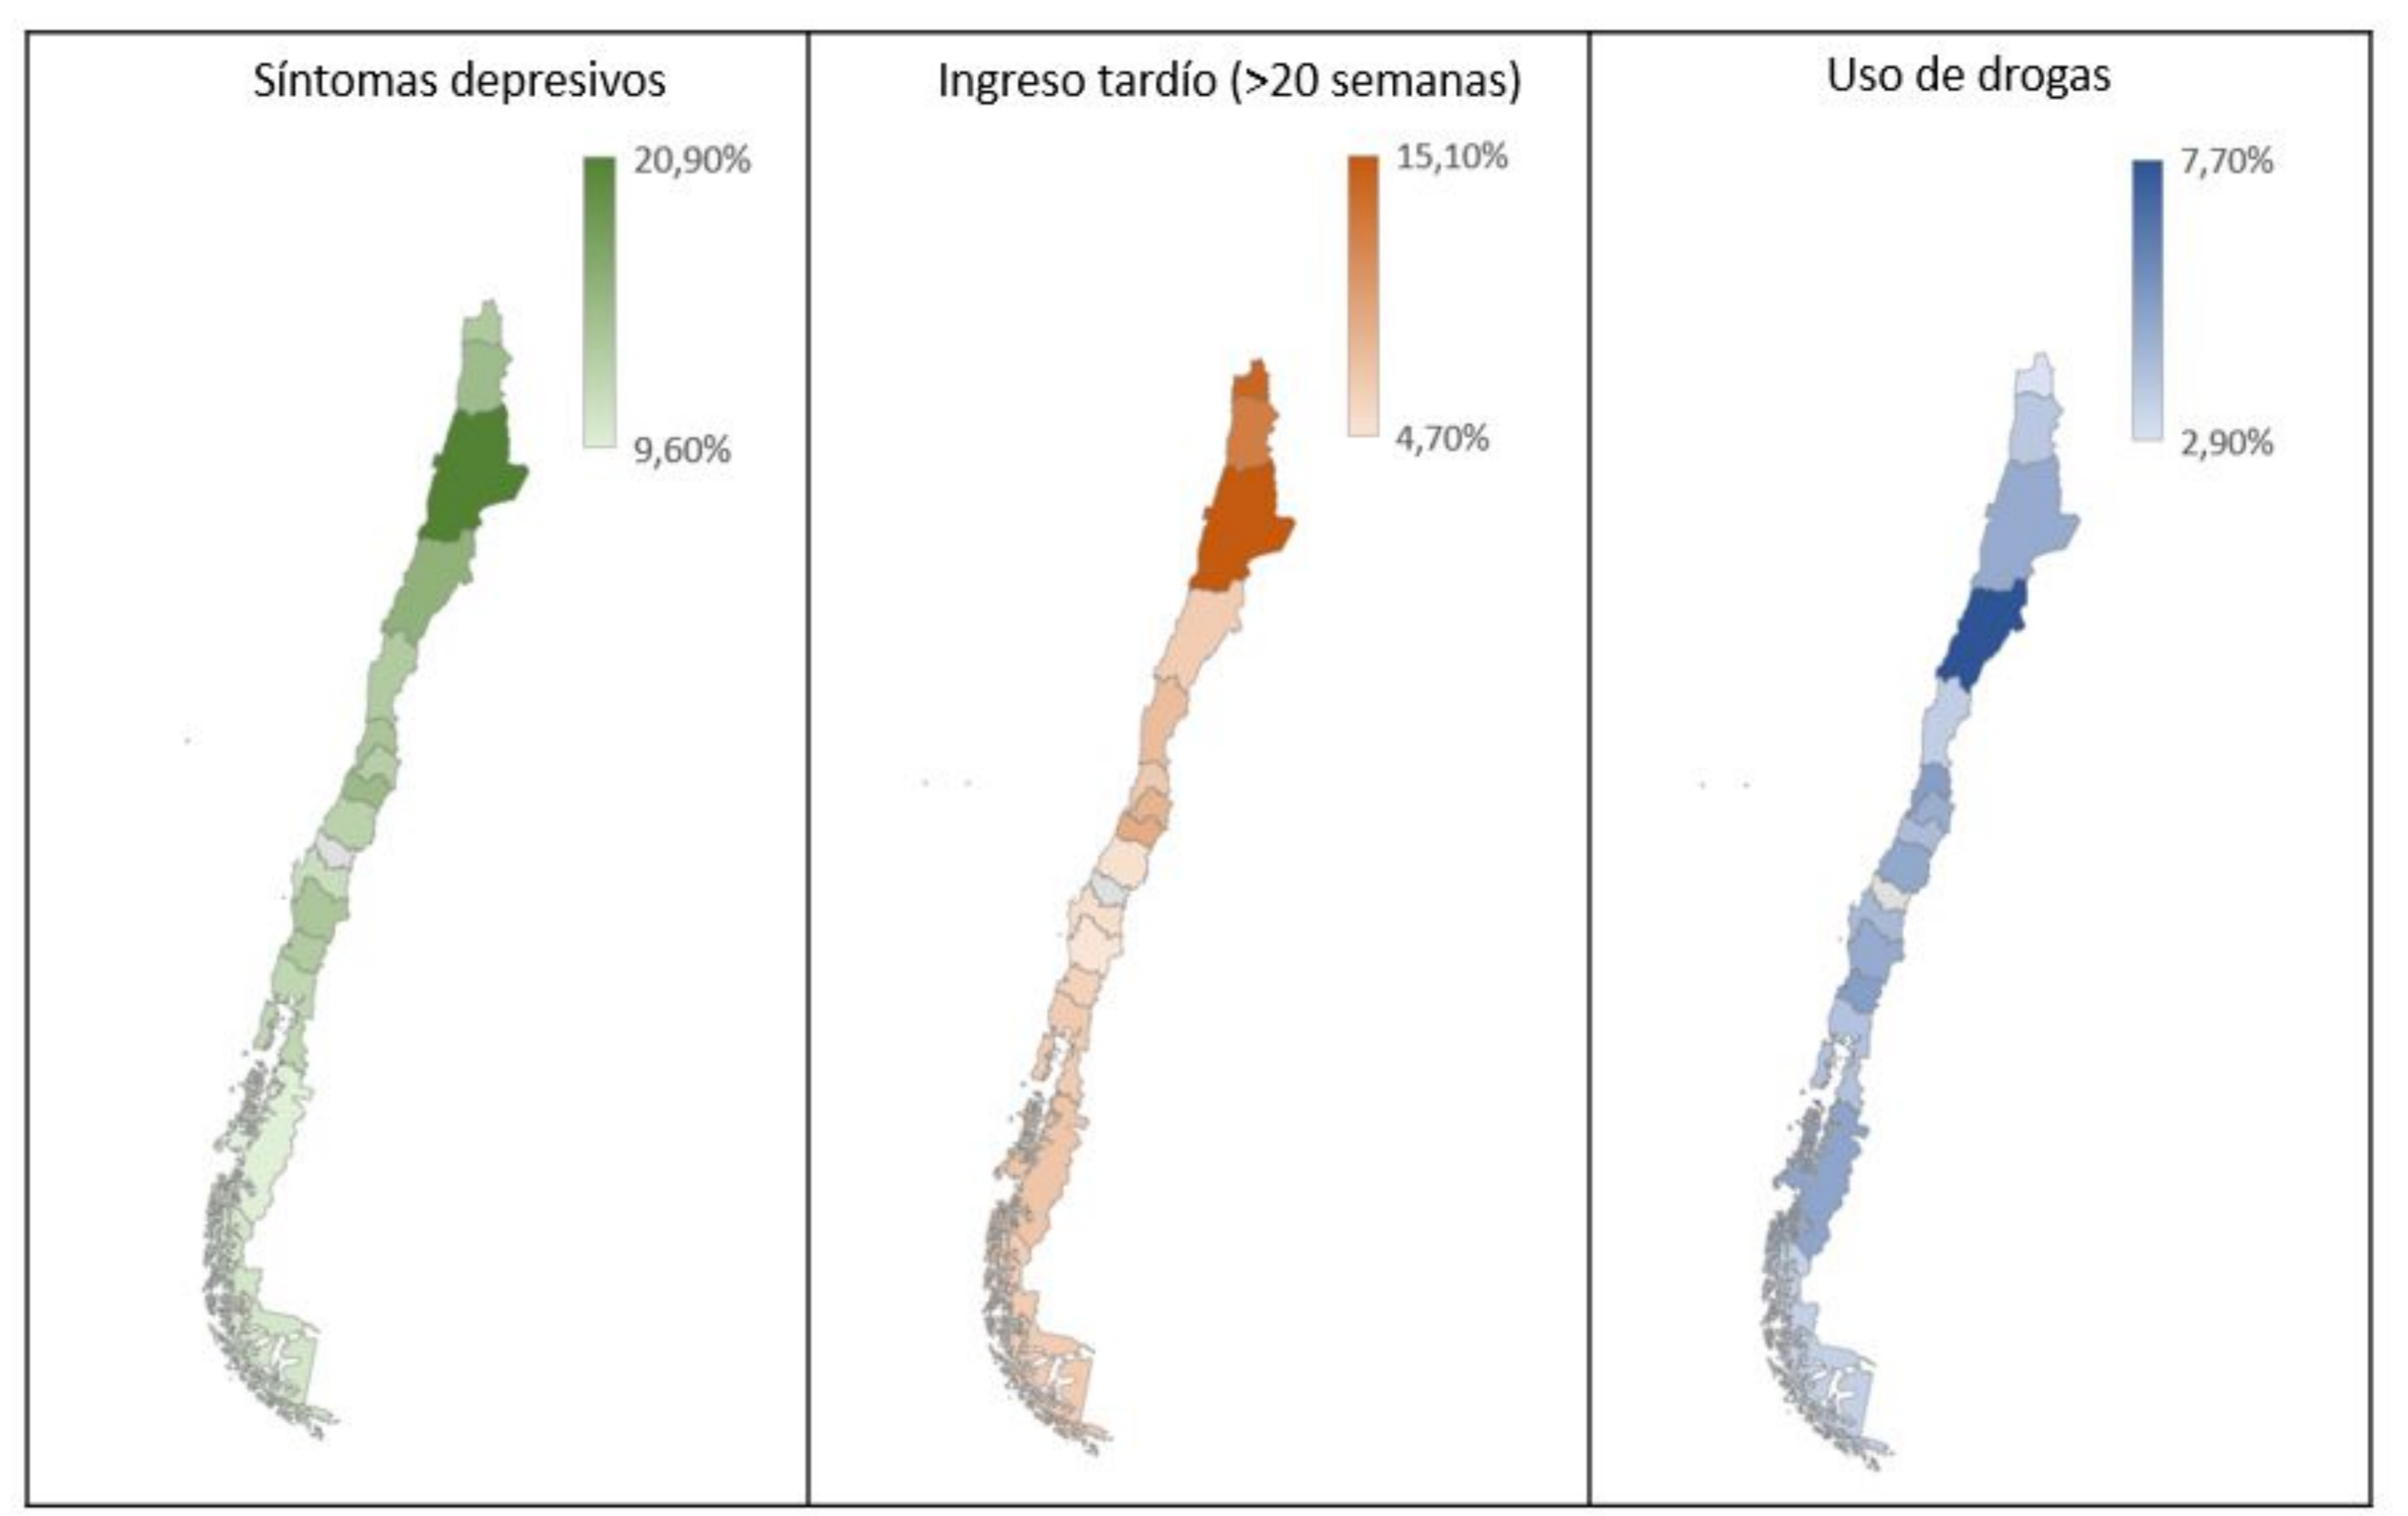 Síntomas depresivos
20,90%
9,60%
Ingreso tardío (>20 semanas)
15,10%
4,70%
Uso de drogas
7,70%
2,90%